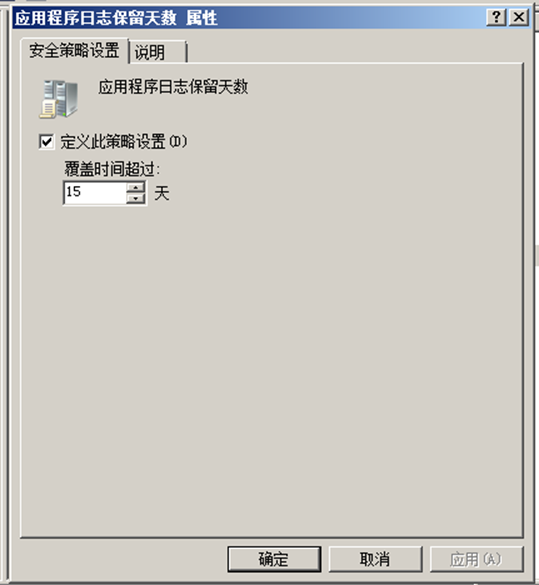 应用程序日志保留天数 属性
安全策略设置 说明
应用程序日志保留天数
定义此策略设置(D)
覆盖时间超过:
15 天
确定 取消 应用(A)